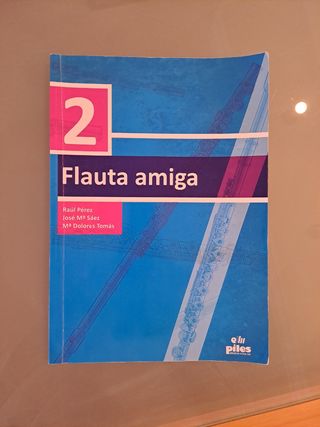 2
Flauta amiga
Raúl Pérez
José Mª Sáez
Mª Dolores Tomás
piles